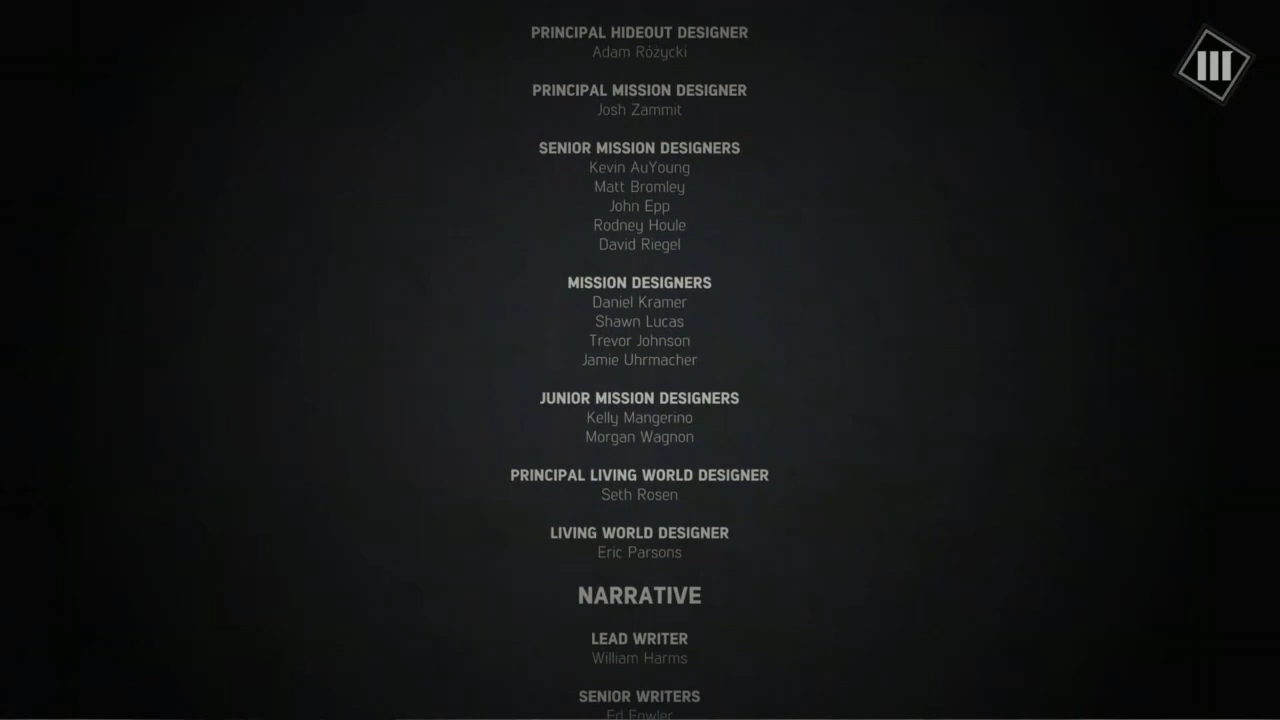 PRINCIPAL HIDEOUT DESIGNER
Adam Różycki
PRINCIPAL MISSION DESIGNER
Josh Zammit
SENIOR MISSION DESIGNERS
Kevin AuYoung
Matt Bromley
John Epp
Rodney Houle
David Riegel
MISSION DESIGNERS
Daniel Kramer
Shawn Lucas
Trevor Johnson
Jamie Uhrmacher
JUNIOR MISSION DESIGNERS
Kelly Mangerino
Morgan Wagnon
PRINCIPAL LIVING WORLD DESIGNER
Seth Rosen
LIVING WORLD DESIGNER
Eric Parsons
NARRATIVE
LEAD WRITER
William Harms
SENIOR WRITERS
Ed